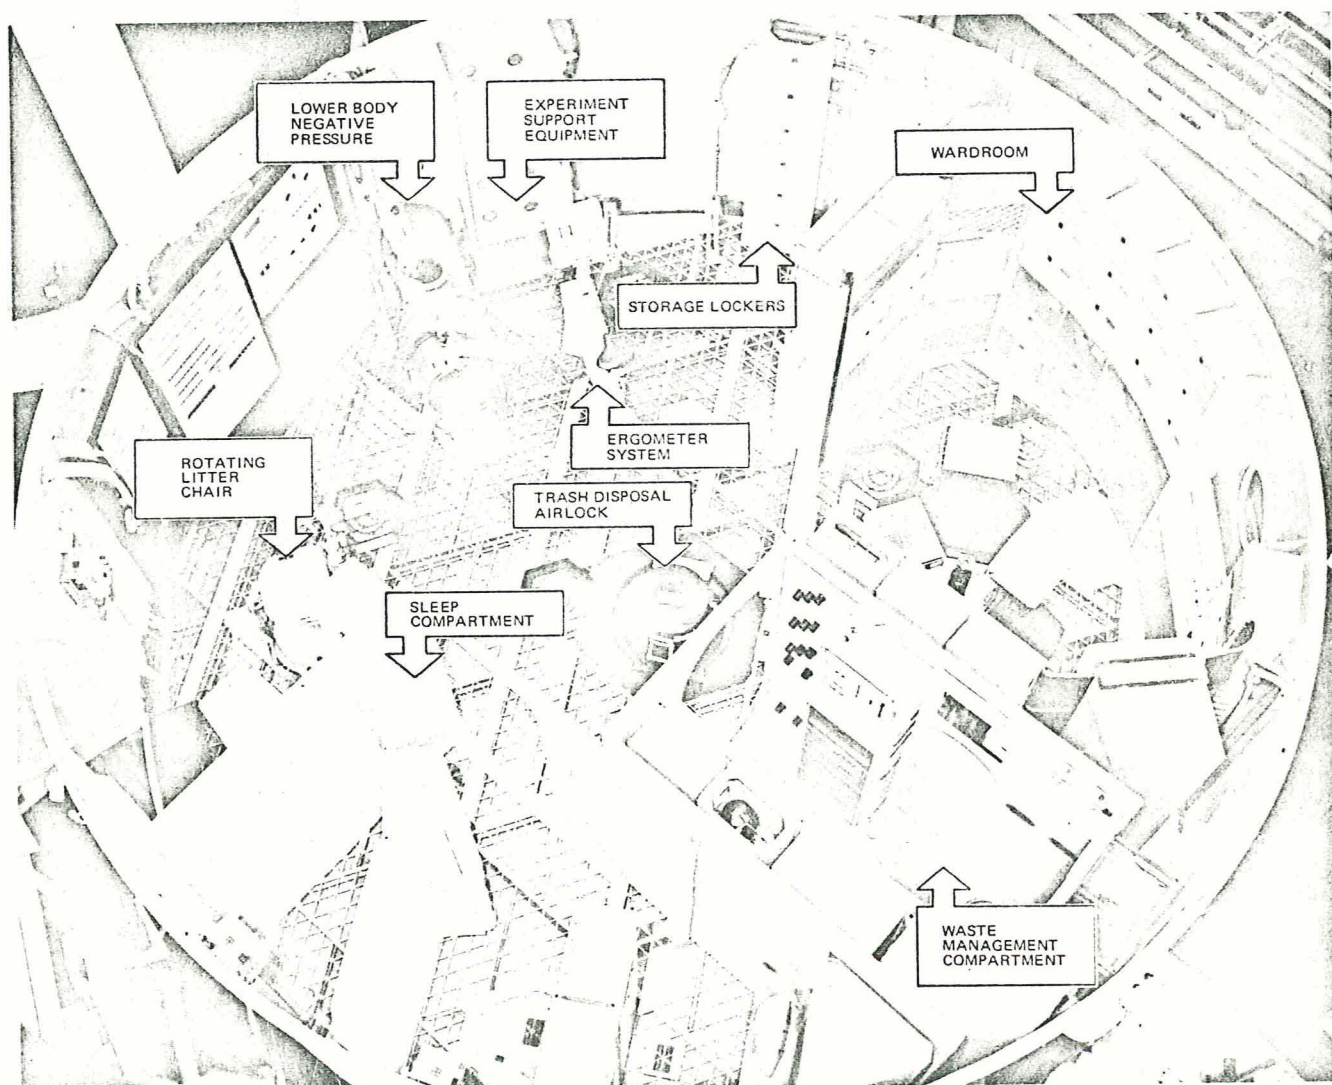 LOWER BODY
NEGATIVE
PRESSURE
EXPERIMENT
SUPPORT
EQUIPMENT
WARDROOM
STORAGE LOCKERS
ERGOMETER
SYSTEM
ROTATING
LITTER
CHAIR
TRASH DISPOSAL
AIRLOCK
SLEEP
COMPARTMENT
WASTE
MANAGEMENT
COMPARTMENT